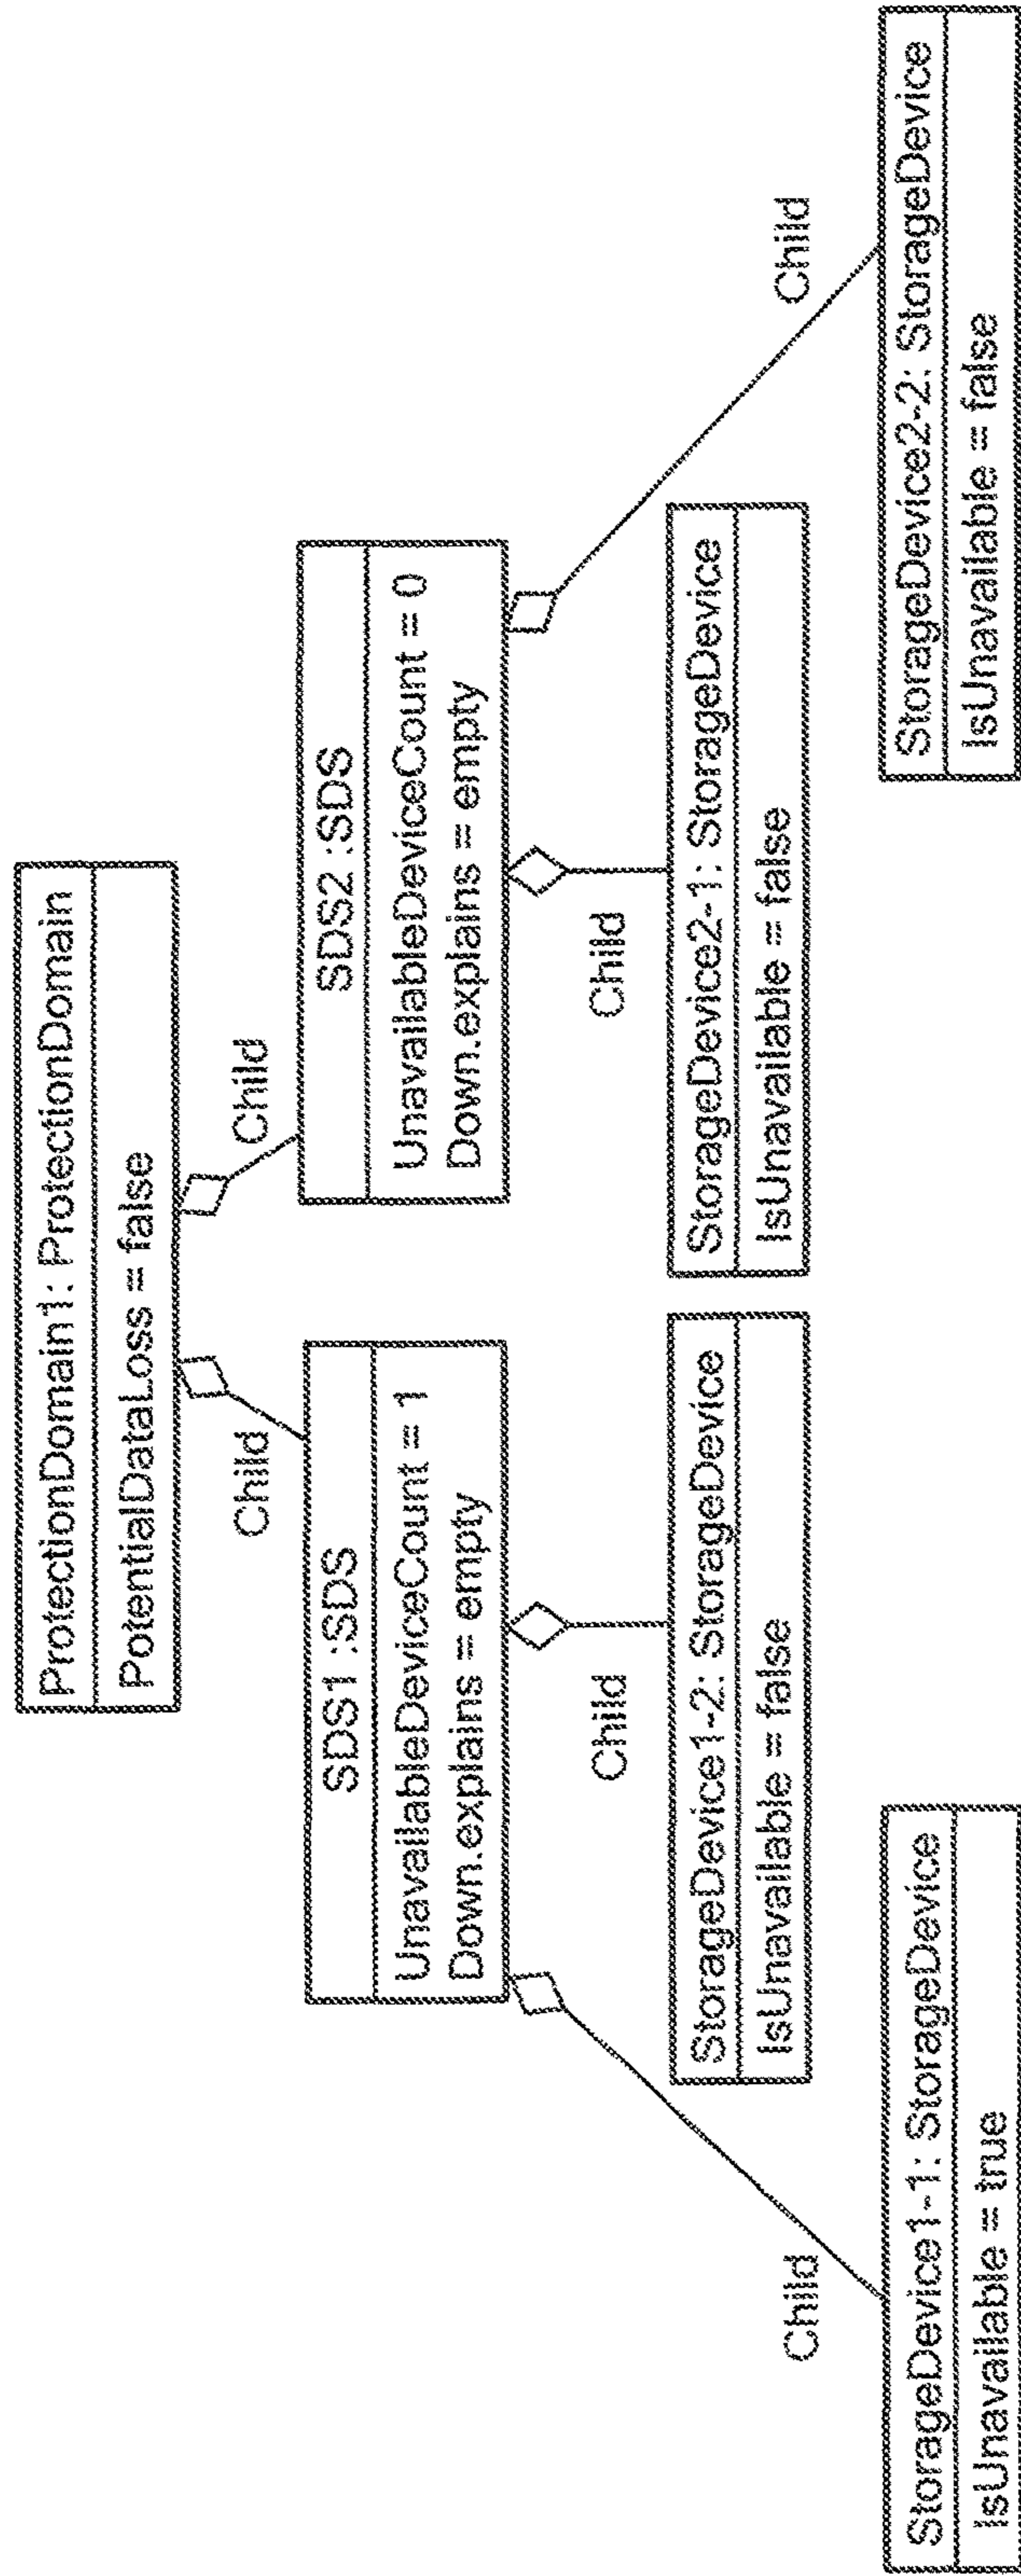 ProtectionDomain1: ProtectionDomain
PotentialDataLoss = false
Child
Child
SDS1 :SDS
UnavailableDeviceCount = 1
Down.explains = empty
SDS2 :SDS
UnavailableDeviceCount = 0
Down.explains = empty
Child
Child
Child
Child
StorageDevice1-2: StorageDevice
IsUnavailable = false
StorageDevice2-1: StorageDevice
IsUnavailable = false
StorageDevice1-1: StorageDevice
IsUnavailable = true
StorageDevice2-2: StorageDevice
IsUnavailable = false